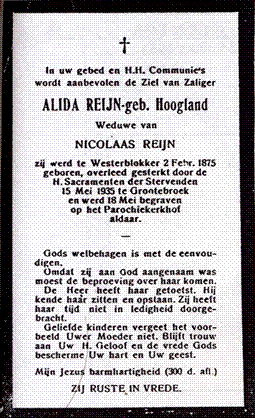 In uw gebed en H.H. Communie's
wordt aanbevolen de Ziel van Zaliger
ALIDA REIJN-geb. Hoogland
Weduwe van
NICOLAAS REIJN
zij werd te Westerblokker 2 Febr. 1875
geboren, overleed gesterkt door de
H. Sacramenten der Stervenden
15 Mei 1935 te Grootebroek
en werd 18 Mei begraven
op het Parochiekerkhof
aldaar.
Gods welbehagen is met de eenvou-
digen.
Omdat zij aan God aangenaam was
moest de beproeving over haar komen.
De Heer heeft haar getoetst. Hij
kende haar zitten en opstaan. Zij heeft
haar tijd niet in ledigheid doorge-
bracht.
Geliefde kinderen vergeet het voor-
beeld Uwer Moeder niet. Blijft trouw
aan Uw H. Geloof en de vrede Gods
bescherme Uw hart en Uw geest.
Mijn Jezus barmhartigheid (300 d. afl.)
ZIJ RUSTE IN VREDE.